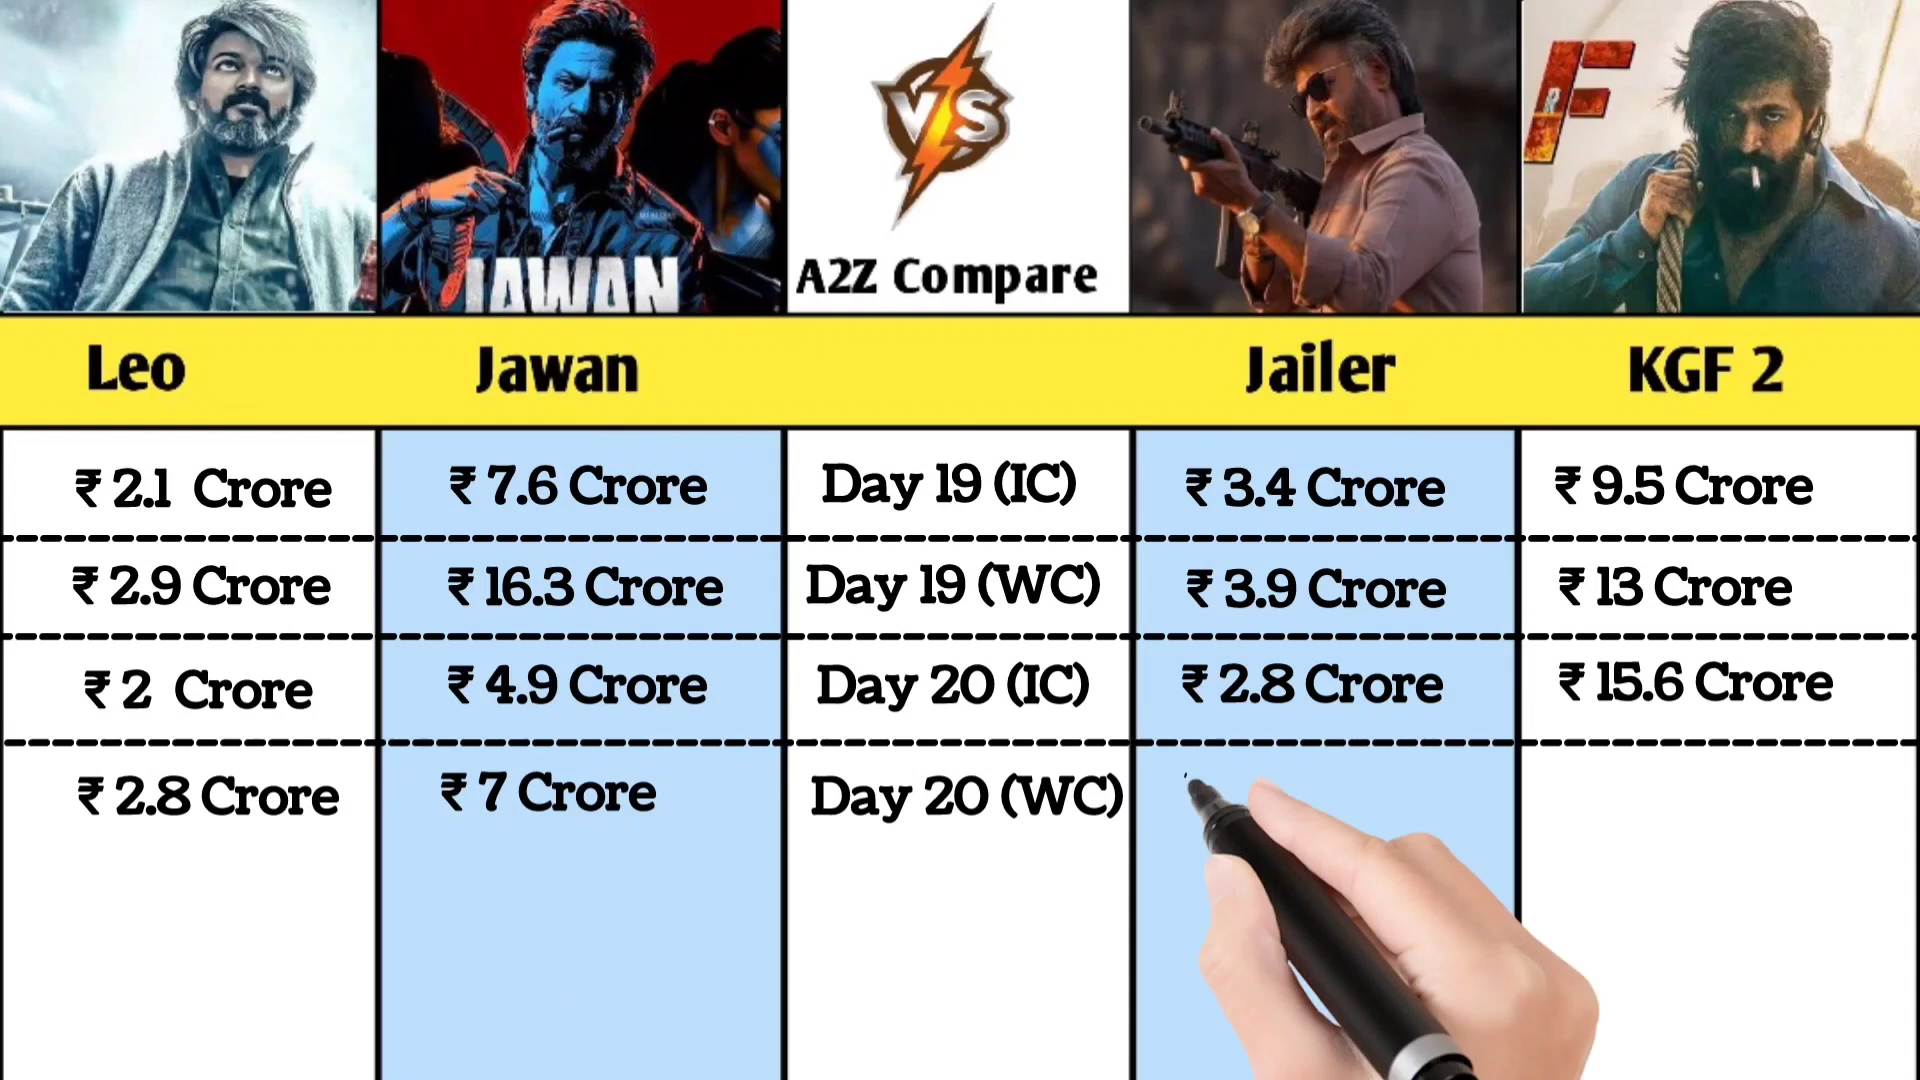 JAWAN
VS
A2Z Compare
F
Leo Jawan Jailer KGF 2
₹ 2.1 Crore ₹ 7.6 Crore Day 19 (IC) ₹ 3.4 Crore ₹ 9.5 Crore
₹ 2.9 Crore ₹ 16.3 Crore Day 19 (WC) ₹ 3.9 Crore ₹ 13 Crore
₹ 2 Crore ₹ 4.9 Crore Day 20 (IC) ₹ 2.8 Crore ₹ 15.6 Crore
₹ 2.8 Crore ₹ 7 Crore Day 20 (WC)